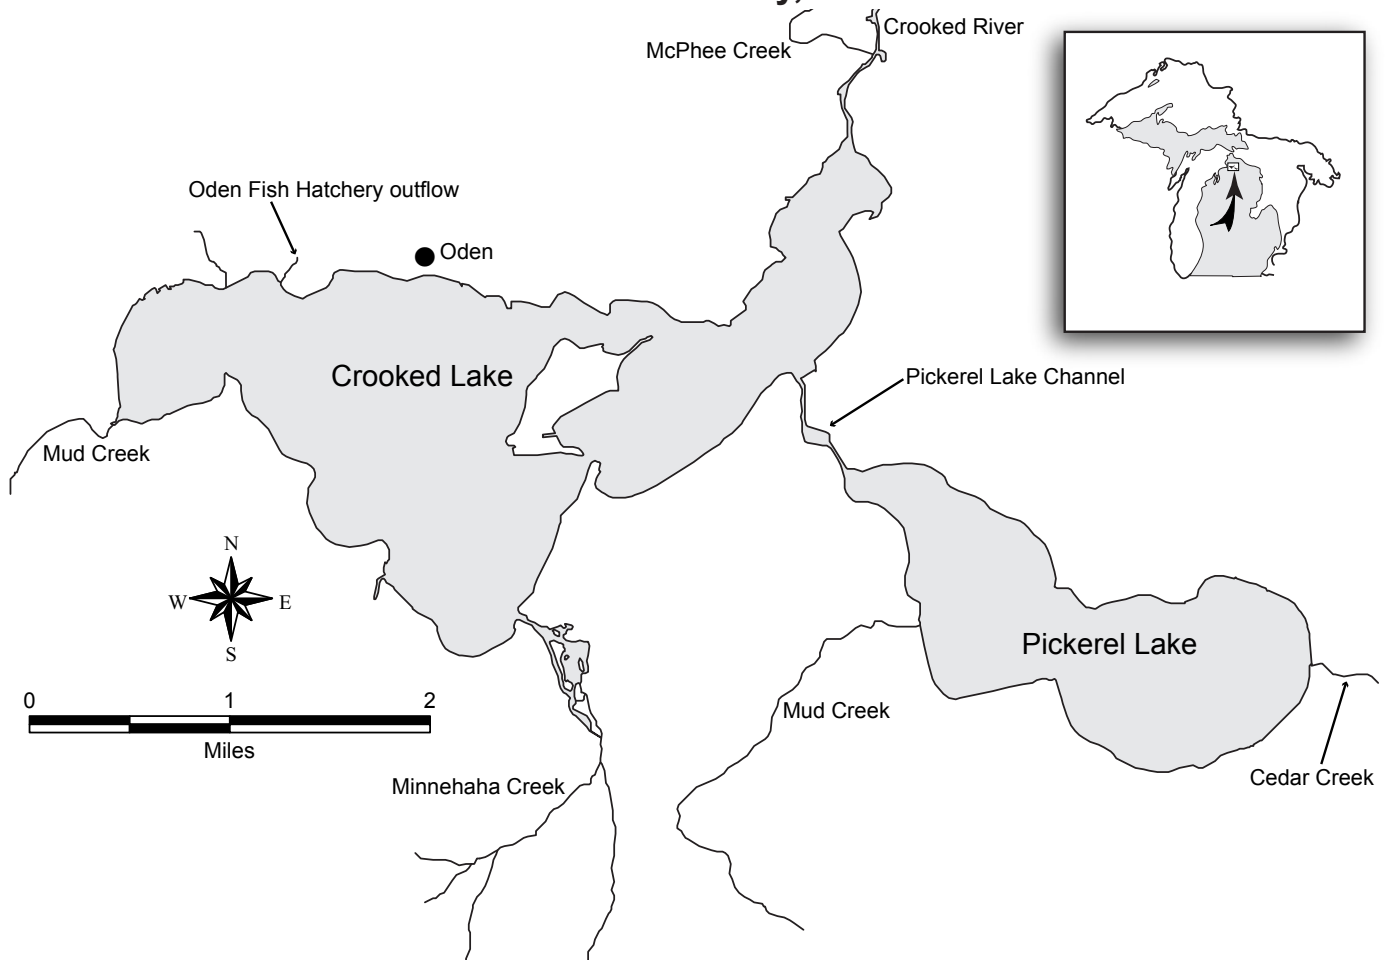 Crooked River
McPhee Creek
Oden Fish Hatchery outflow
Oden
Crooked Lake
Pickerel Lake Channel
Mud Creek
N
W
E
S
Pickerel Lake
0
1
2
Miles
Mud Creek
Minnehaha Creek
Cedar Creek